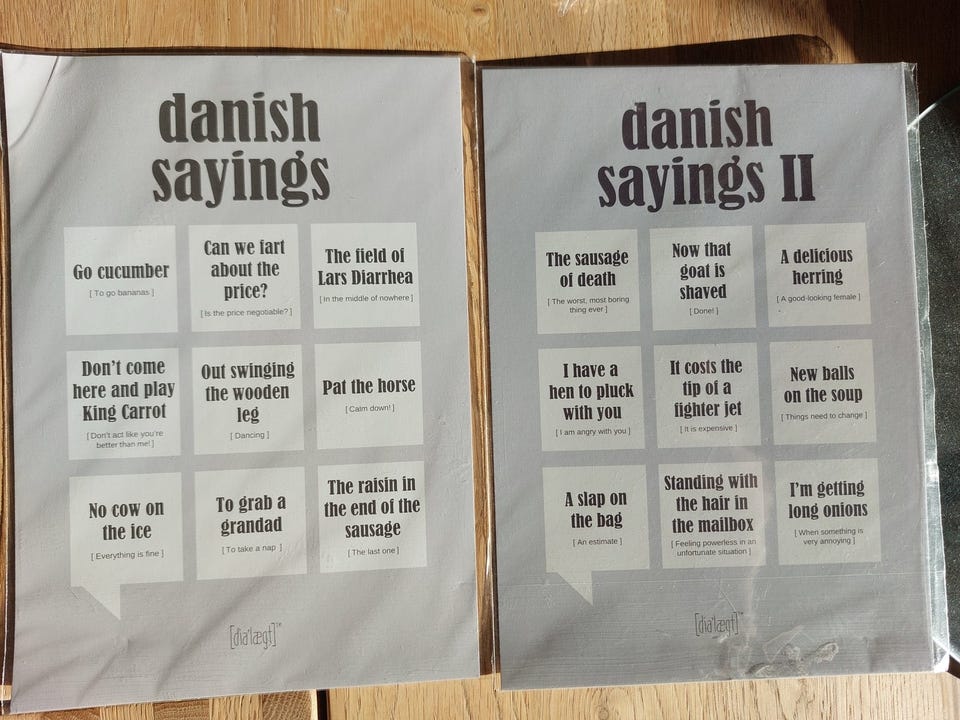 danish
sayings
Go cucumber
[ To go bananas ]
Can we fart
about the
price?
[ Is the price negotiable? ]
The field of
Lars Diarrhea
[ In the middle of nowhere ]
Don't come
here and play
King Carrot
[ Don't act like you're
better than me! ]
Out swinging
the wooden
leg
[ Dancing ]
Pat the horse
[ Calm down! ]
No cow on
the ice
[ Everything is fine ]
To grab a
grandad
[ To take a nap ]
The raisin in
the end of the
sausage
[ The last one ]
[dia'lægt]™
danish
sayings II
The sausage
of death
[ The worst, most boring
thing ever ]
Now that
goat is
shaved
[ Done! ]
A delicious
herring
[ A good-looking female ]
I have a
hen to pluck
with you
[ I am angry with you ]
It costs the
tip of a
fighter jet
[ It is expensive ]
New balls
on the soup
[ Things need to change ]
A slap on
the bag
[ An estimate ]
Standing with
the hair in
the mailbox
[ Feeling powerless in an
unfortunate situation ]
I'm getting
long onions
[ When something is
very annoying ]
[dia'lægt]™